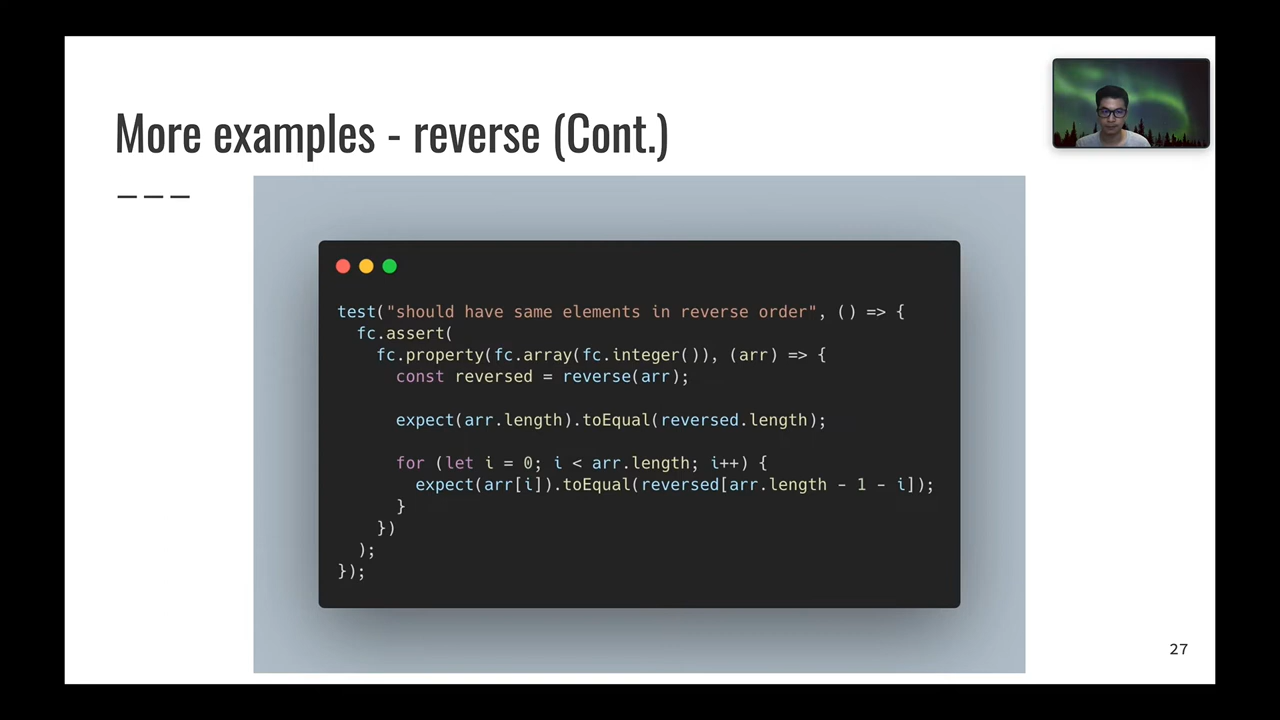 More examples - reverse (Cont.)
test("should have same elements in reverse order", () => {
  fc.assert(
    fc.property(fc.array(fc.integer()), (arr) => {
      const reversed = reverse(arr);
      expect(arr.length).toEqual(reversed.length);
      for (let i = 0; i < arr.length; i++) {
        expect(arr[i]).toEqual(reversed[arr.length - 1 - i]);
      }
    })
  );
});
27